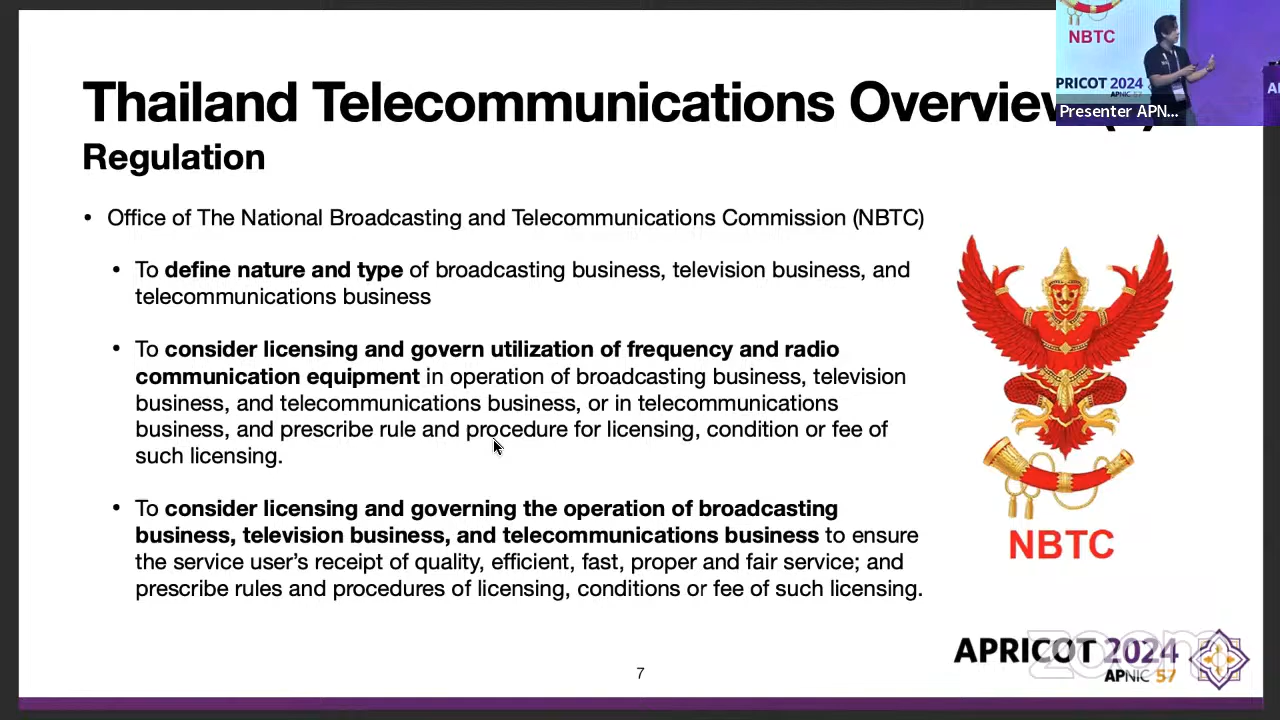 Thailand Telecommunications Overview
Regulation
• Office of The National Broadcasting and Telecommunications Commission (NBTC)
• To define nature and type of broadcasting business, television business, and
telecommunications business
• To consider licensing and govern utilization of frequency and radio
communication equipment in operation of broadcasting business, television
business, and telecommunications business, or in telecommunications
business, and prescribe rule and procedure for licensing, condition or fee of
such licensing.
• To consider licensing and governing the operation of broadcasting
business, television business, and telecommunications business to ensure
the service user's receipt of quality, efficient, fast, proper and fair service; and
prescribe rules and procedures of licensing, conditions or fee of such licensing.
NBTC
APRICOT 2024
APNIC 57
zoom
7
NBTC
PRICOT 2024
APNIC 57
Presenter APN...